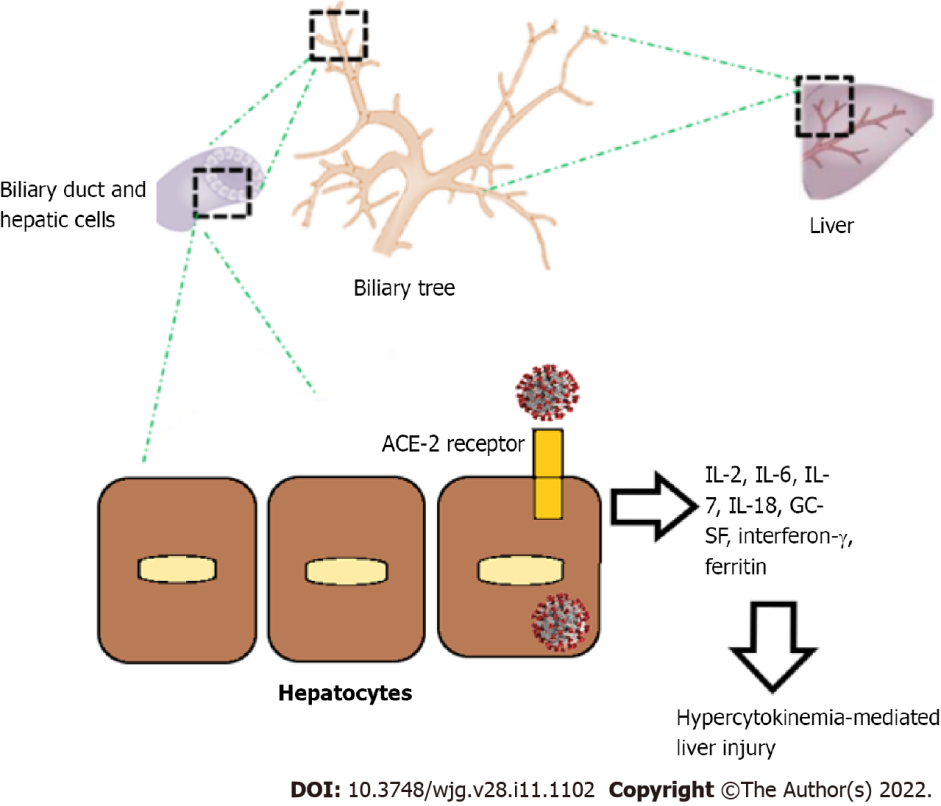 Biliary duct and
hepatic cells
Biliary tree
Liver
ACE-2 receptor
IL-2, IL-6, IL-
7, IL-18, GC-
SF, interferon-γ,
ferritin
Hepatocytes
Hypercytokinemia-mediated
liver injury
DOI: 10.3748/wjg.v28.i11.1102 Copyright ©The Author(s) 2022.